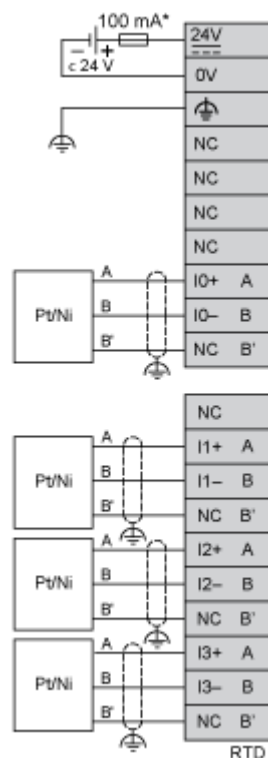 100 mA*
24V
− +
c 24 V
0V
NC
NC
NC
NC
A I0+ A
Pt/Ni B I0– B
B' NC B'
NC
A I1+ A
Pt/Ni B I1– B
B' NC B'
A I2+ A
Pt/Ni B I2– B
B' NC B'
A I3+ A
Pt/Ni B I3– B
B' NC B'
RTD